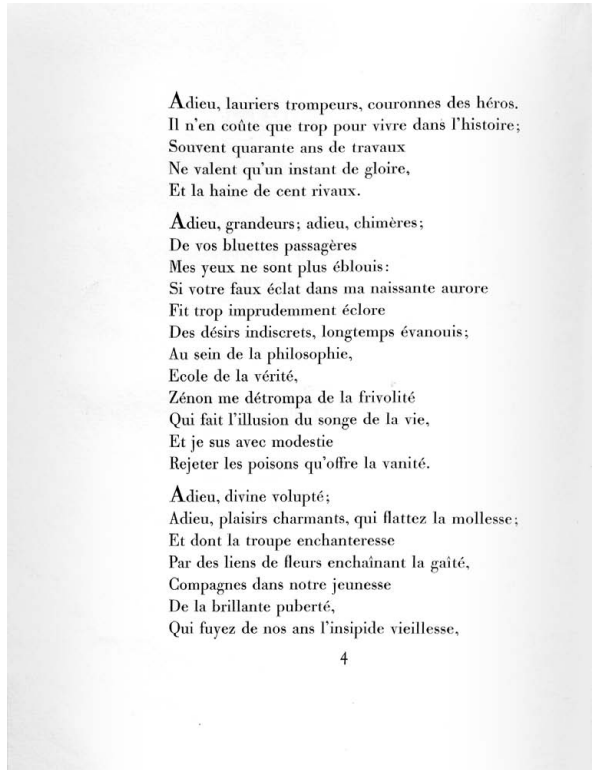 Adieu, lauriers trompeurs, couronnes des héros.
Il n'en coûte que trop pour vivre dans l'histoire;
Souvent quarante ans de travaux
Ne valent qu'un instant de gloire,
Et la haine de cent rivaux.
Adieu, grandeurs; adieu, chimères;
De vos bluettes passagères
Mes yeux ne sont plus éblouis:
Si votre faux éclat dans ma naissante aurore
Fit trop imprudemment éclore
Des désirs indiscrets, longtemps évanouis;
Au sein de la philosophie,
Ecole de la vérité,
Zénon me détrompa de la frivolité
Qui fait l'illusion du songe de la vie,
Et je sus avec modestie
Rejeter les poisons qu'offre la vanité.
Adieu, divine volupté;
Adieu, plaisirs charmants, qui flattez la mollesse;
Et dont la troupe enchanteresse
Par des liens de fleurs enchaînant la gaîté,
Compagnes dans notre jeunesse
De la brillante puberté,
Qui fuyez de nos ans l'insipide vieillesse,
4